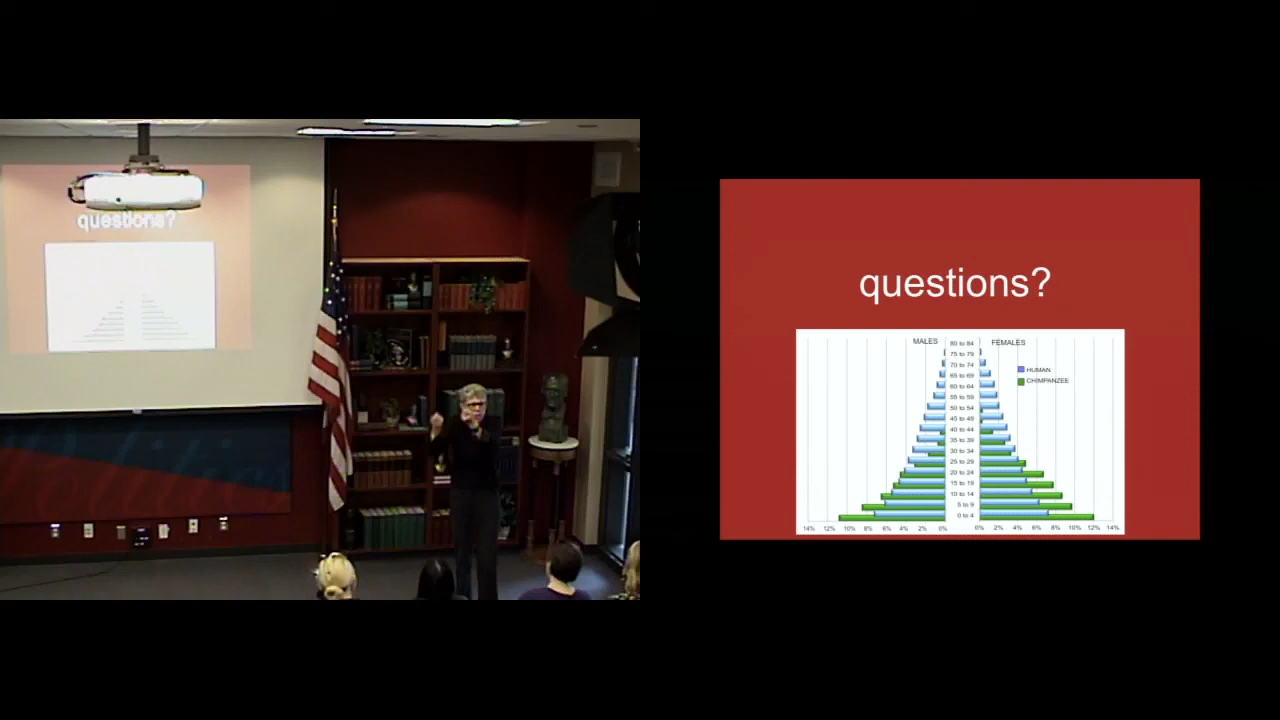 questions?
questions?
MALES
FEMALES
HUMAN
CHIMPANZEE
80 to 84
75 to 79
70 to 74
65 to 69
60 to 64
55 to 59
50 to 54
45 to 49
40 to 44
35 to 39
30 to 34
25 to 29
20 to 24
15 to 19
10 to 14
5 to 9
0 to 4
14% 12% 10% 8% 6% 4% 2% 0%
0% 2% 4% 6% 8% 10% 12% 14%